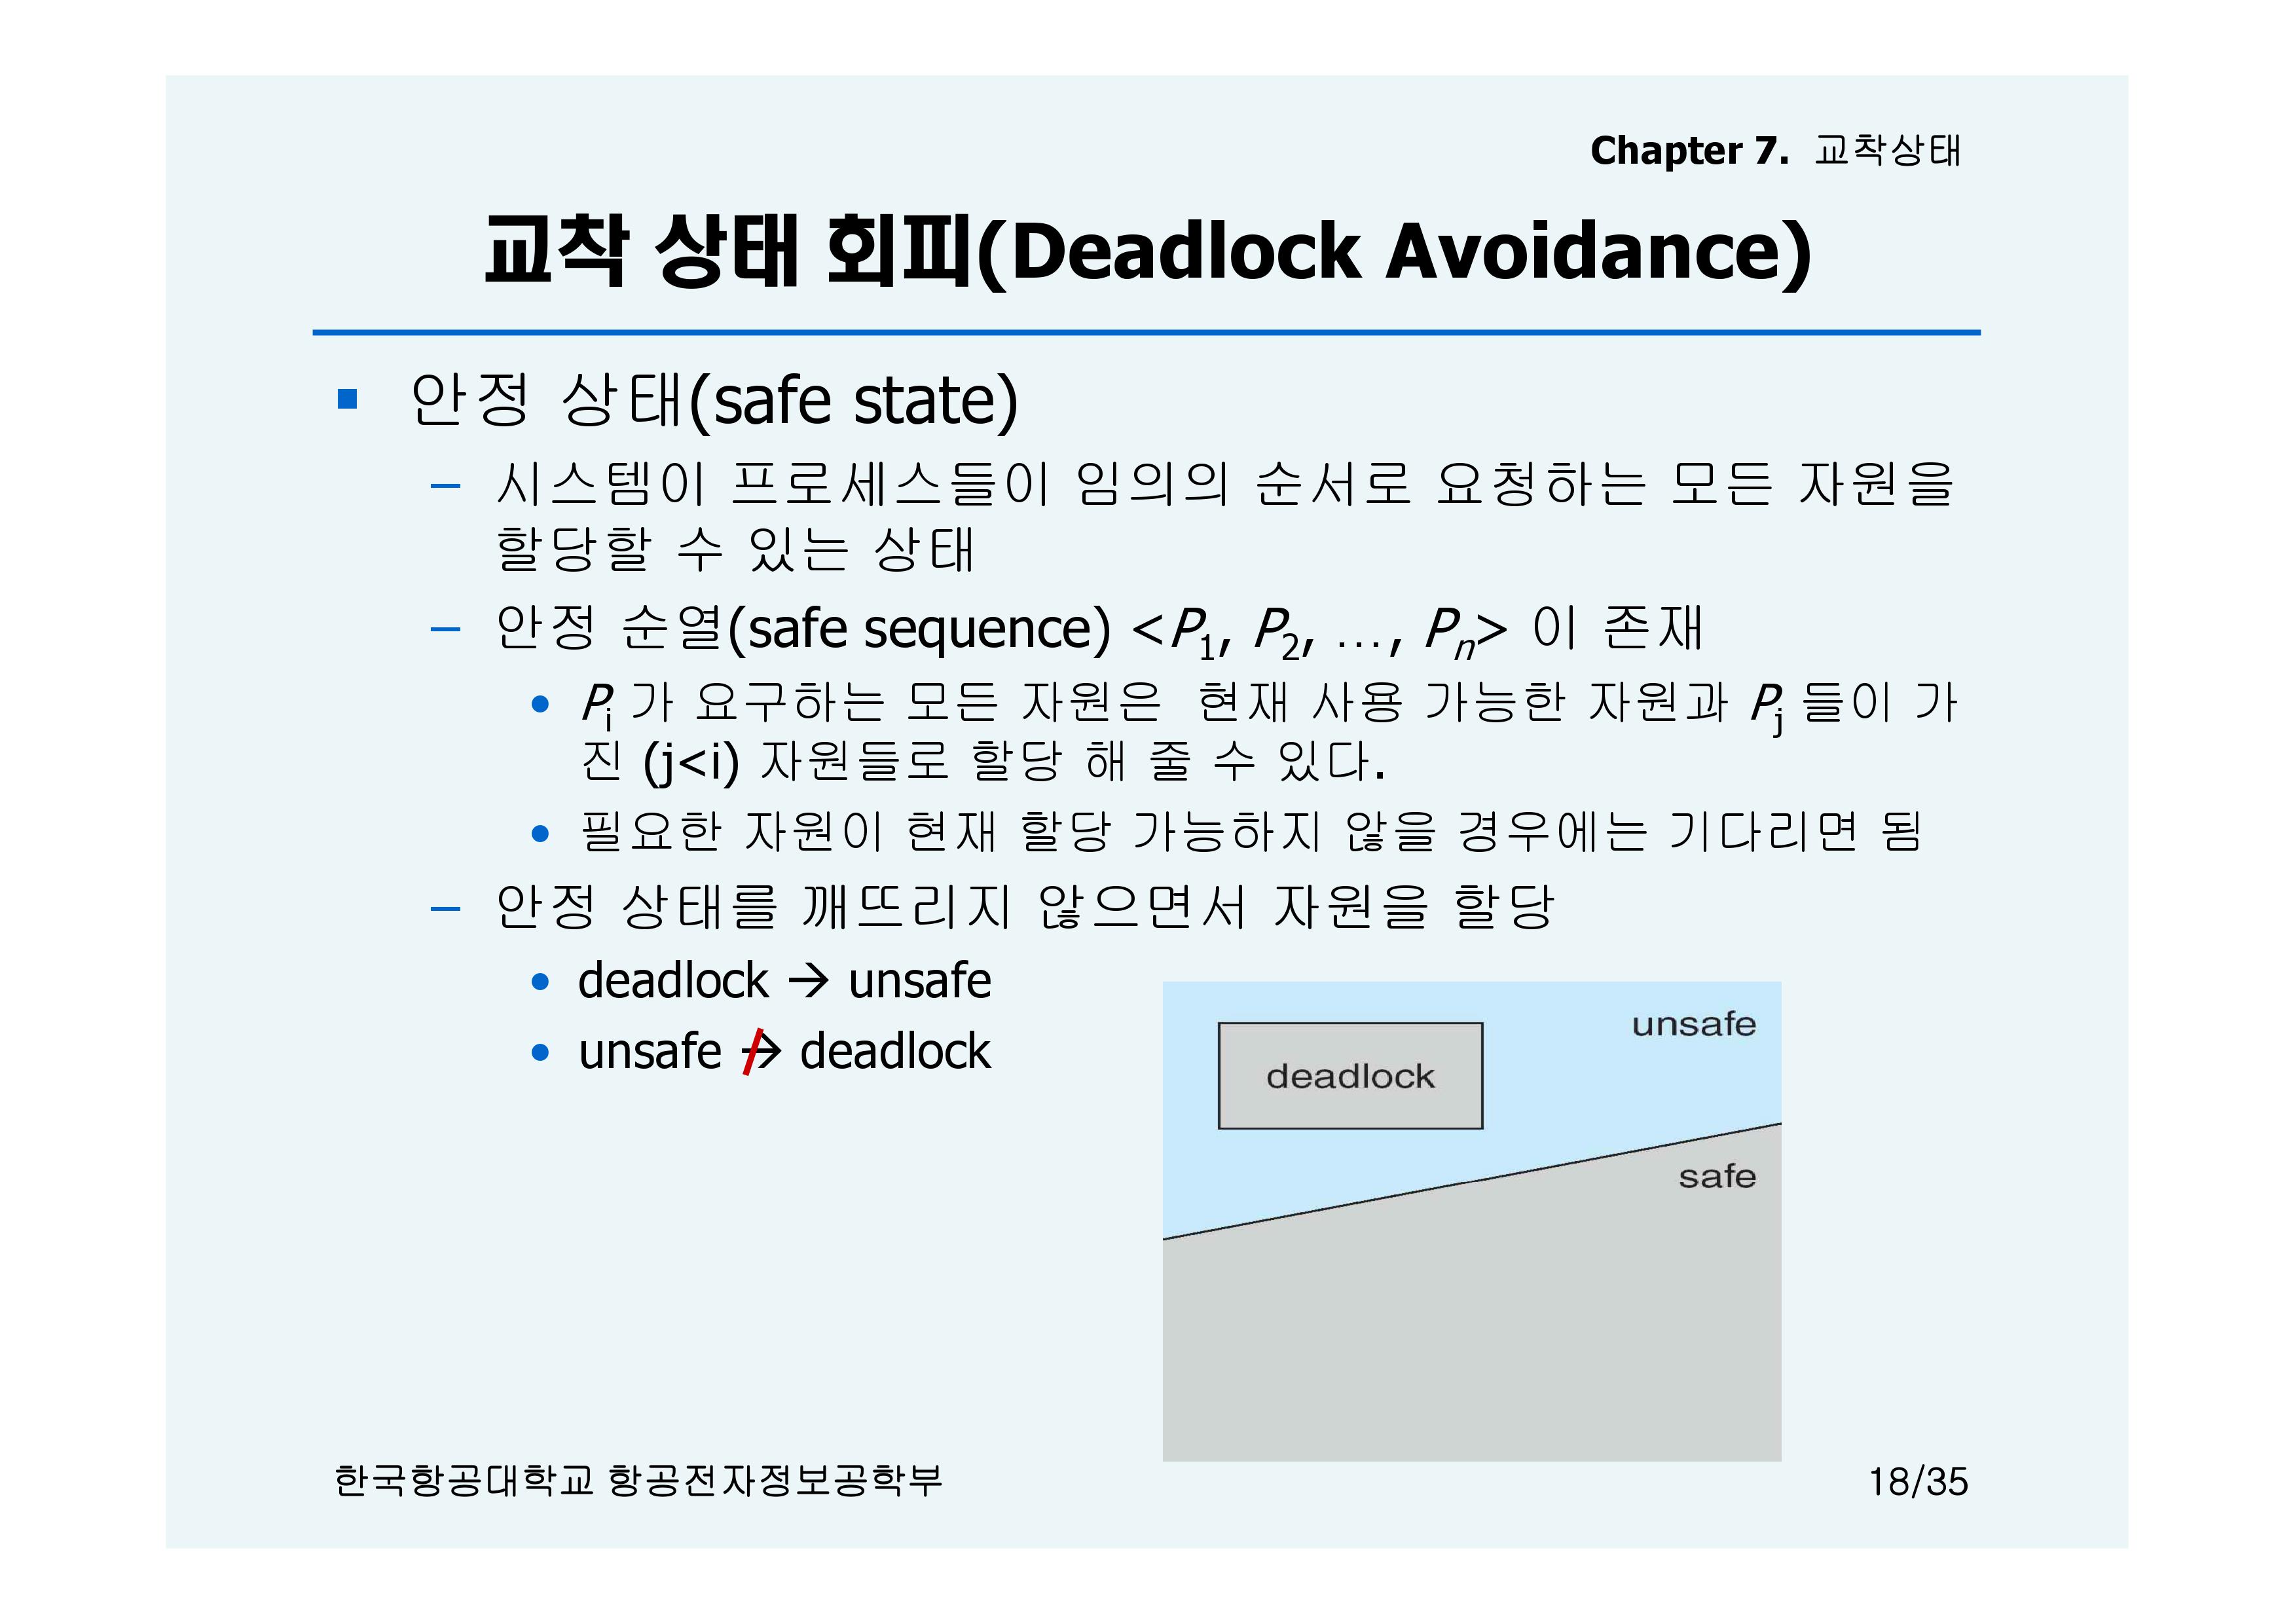 Chapter 7. 교착상태
교착 상태 회피(Deadlock Avoidance)
▪ 안정 상태(safe state)
– 시스템이 프로세스들이 임의의 순서로 요청하는 모든 자원을
할당할 수 있는 상태
– 안정 순열(safe sequence) <P1, P2, …, Pn> 이 존재
• Pi 가 요구하는 모든 자원은 현재 사용 가능한 자원과 Pj 들이 가
진 (j<i) 자원들로 할당 해 줄 수 있다.
• 필요한 자원이 현재 할당 가능하지 않을 경우에는 기다리면 됨
– 안정 상태를 깨뜨리지 않으면서 자원을 할당
• deadlock → unsafe
• unsafe ↛ deadlock
unsafe
deadlock
safe
한국항공대학교 항공전자정보공학부
18/35